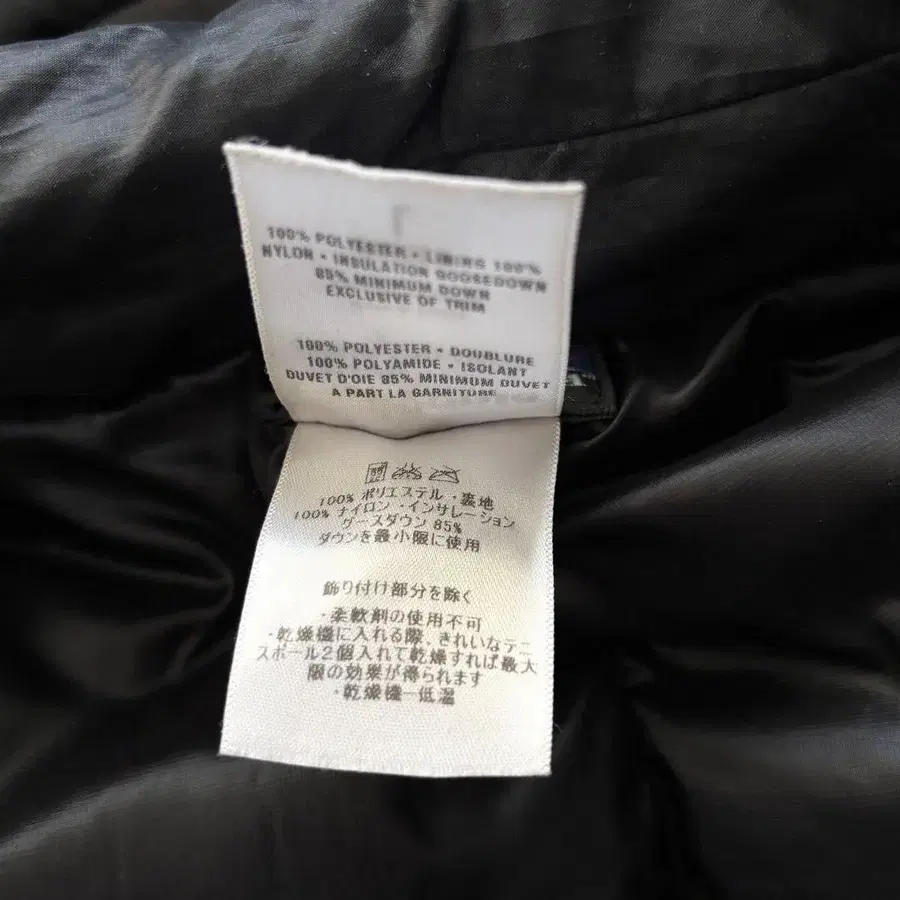 100% POLYESTER • LINING 100%
NYLON • INSULATION GOOSEDOWN
85% MINIMUM DOWN
EXCLUSIVE OF TRIM
100% POLYESTER • DOUBLURE
100% POLYAMIDE • ISOLANT
DUVET D'OIE 85% MINIMUM DUVET
A PART LA GARNITURE
100% ポリエステル・裏地
100% ナイロン・インサレーション
グースダウン 85%
ダウンを最小限に使用
飾り付け部分を除く
・柔軟剤の使用不可
・乾燥機に入れる際、きれいなテニ
スボール2個入れて乾燥すれば最大
限の効果が得られます
・乾燥機ー低温